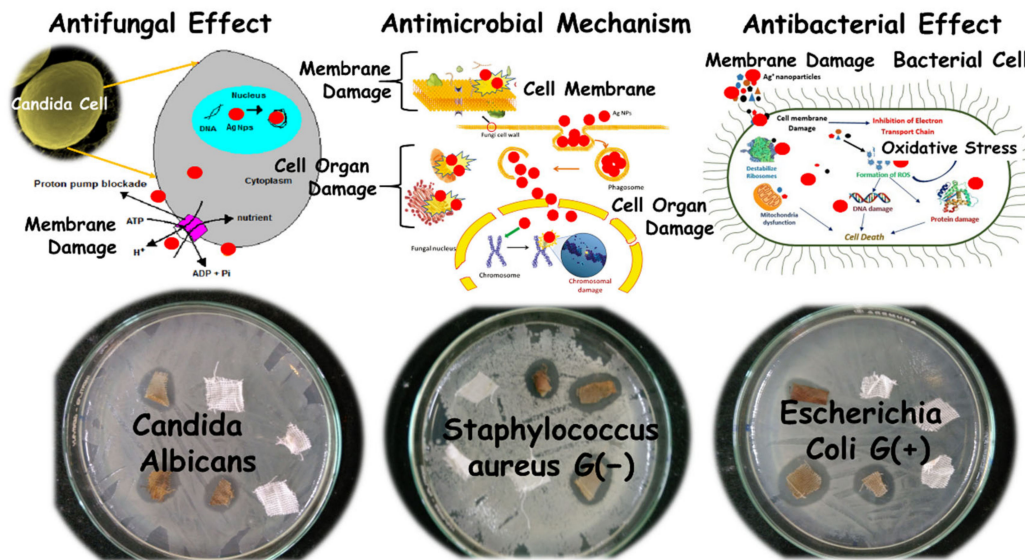 Antifungal Effect
Candida Cell
Nucleus
DNA
Ag Nps
Cytoplasm
Proton pump blockade
Membrane
Damage
ATP
nutrient
H⁺
ADP + Pi
Antimicrobial Mechanism
Membrane
Damage
Cell Membrane
Fungi cell wall
Ag NPs
Cell Organ
Damage
Phagosome
Cell Organ
Damage
Fungal nucleus
Chromosome
Chromosomal
damage
Antibacterial Effect
Membrane Damage
Bacterial Cell
Ag⁺ nanoparticles
Cell membrane
Damage
Inhibition of Electron
Transport Chain
Oxidative Stress
Destabilize
Ribosomes
Formation of ROS
Mitochondria
dysfunction
DNA damage
Protein damage
Cell Death
Candida
Albicans
Staphylococcus
aureus G(−)
Escherichia
Coli G(+)